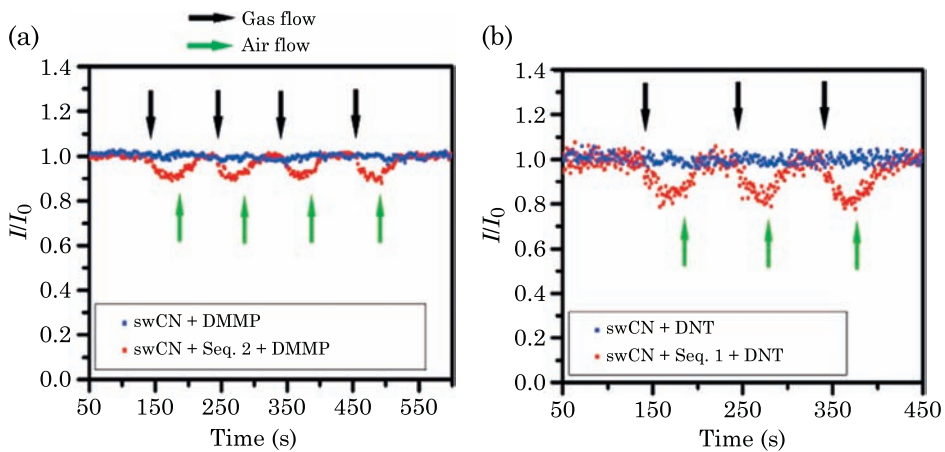 Gas flow
Air flow
(a)
1.4
1.2
1.0
0.8
0.6
0.4
0.2
0.0
I/I0
swCN + DMMP
swCN + Seq. 2 + DMMP
50 150 250 350 450 550
Time (s)
(b)
1.4
1.2
1.0
0.8
0.6
0.4
0.2
0.0
I/I0
swCN + DNT
swCN + Seq. 1 + DNT
50 150 250 350 450
Time (s)